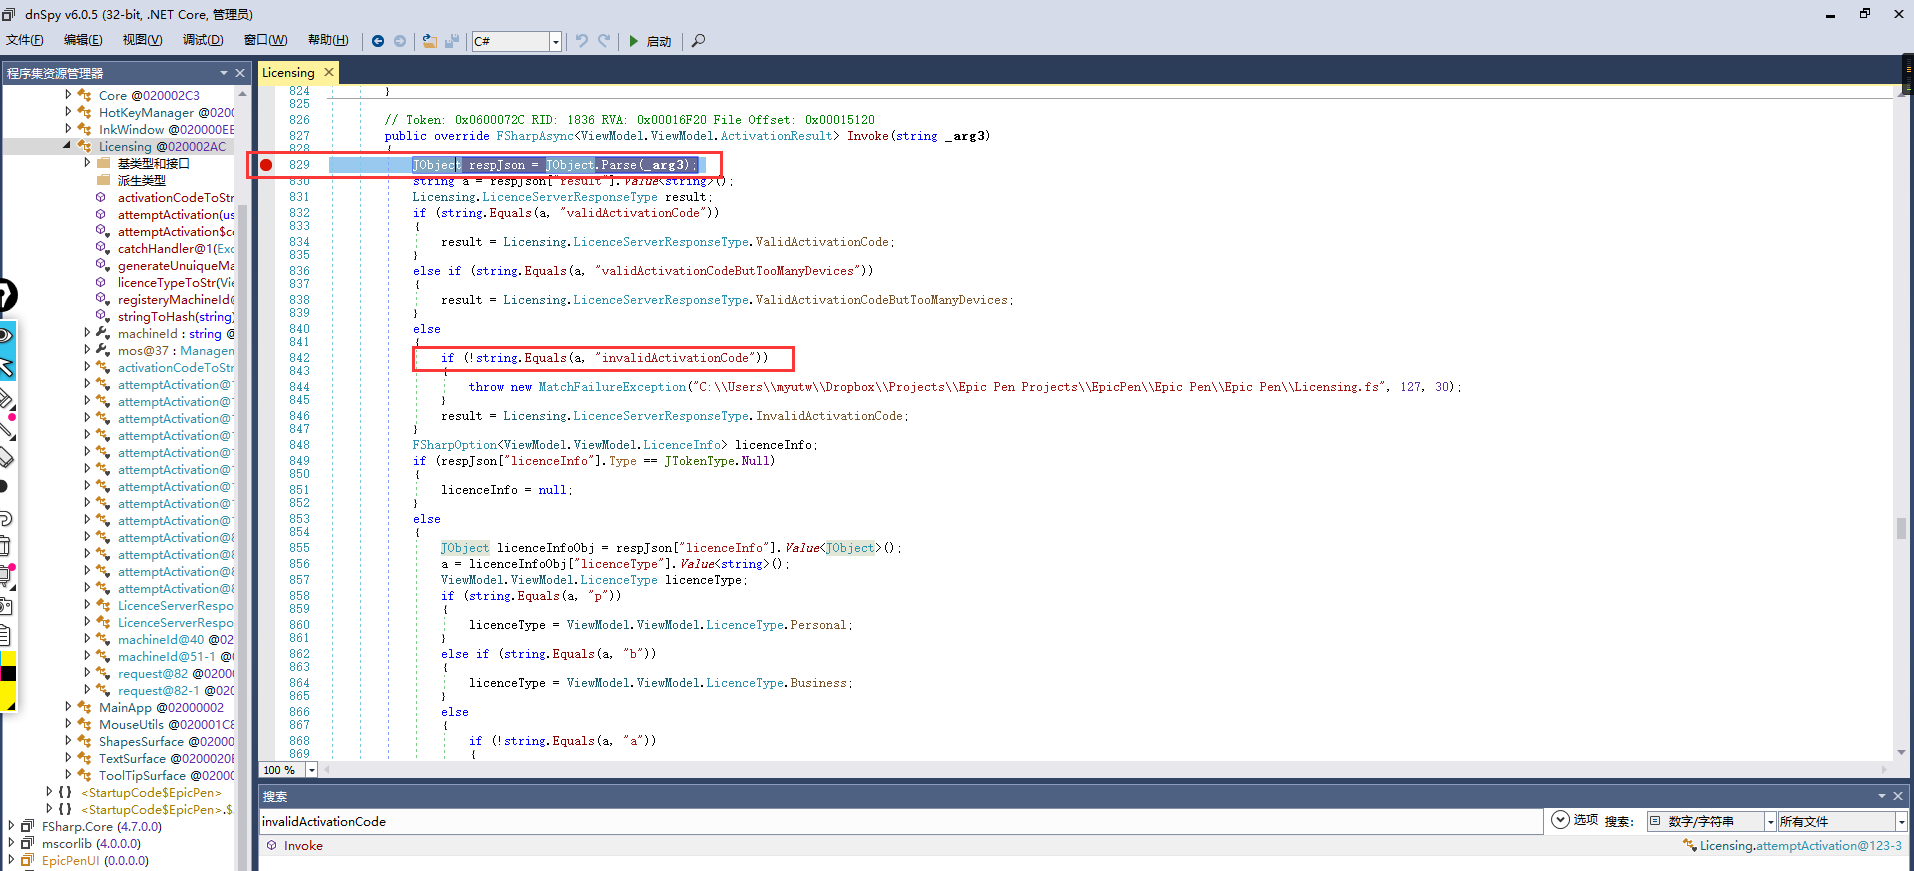 dnSpy v6.0.5 (32-bit, .NET Core, 管理员)
文件(F) 编辑(E) 视图(V) 调试(D) 窗口(W) 帮助(H) C# 启动
程序集资源管理器
Core @020002C3
HotKeyManager @0200
InkWindow @020000EE
Licensing @020002AC
基类型和接口
派生类型
activationCodeToStr
attemptActivation(us
attemptActivation$c
catchHandler@1(Exc
generateUnuiqueMa
licenceTypeToStr(Vie
registeryMachineId
stringToHash(string)
machineId : string @
mos@37 : Managem
activationCodeToStr
attemptActivation@
attemptActivation@
attemptActivation@
attemptActivation@
attemptActivation@
attemptActivation@
attemptActivation@
attemptActivation@
attemptActivation@
attemptActivation@8
attemptActivation@8
attemptActivation@8
attemptActivation@8
LicenceServerRespo
LicenceServerRespo
machineId@40 @02
machineId@51-1 @
request@82 @0200
request@82-1 @020
MainApp @02000002
MouseUtils @020001C8
ShapesSurface @0200
TextSurface @0200020
ToolTipSurface @0200
{ } <StartupCode$EpicPen>
{ } <StartupCode$EpicPen>.$
FSharp.Core (4.7.0.0)
mscorlib (4.0.0.0)
EpicPenUI (0.0.0.0)
Licensing
824 }
825
826 // Token: 0x0600072C RID: 1836 RVA: 0x00016F20 File Offset: 0x00015120
827 public override FSharpAsync<ViewModel.ViewModel.ActivationResult> Invoke(string _arg3)
828 {
829 JObject respJson = JObject.Parse(_arg3);
830 string a = respJson["result"].Value<string>();
831 Licensing.LicenceServerResponseType result;
832 if (string.Equals(a, "validActivationCode"))
833 {
834 result = Licensing.LicenceServerResponseType.ValidActivationCode;
835 }
836 else if (string.Equals(a, "validActivationCodeButTooManyDevices"))
837 {
838 result = Licensing.LicenceServerResponseType.ValidActivationCodeButTooManyDevices;
839 }
840 else
841 {
842 if (!string.Equals(a, "invalidActivationCode"))
843 {
844 throw new MatchFailureException("C:\\Users\\myutw\\Dropbox\\Projects\\Epic Pen Projects\\EpicPen\\Epic Pen\\Epic Pen\\Licensing.fs", 127, 30);
845 }
846 result = Licensing.LicenceServerResponseType.InvalidActivationCode;
847 }
848 FSharpOption<ViewModel.ViewModel.LicenceInfo> licenceInfo;
849 if (respJson["licenceInfo"].Type == JTokenType.Null)
850 {
851 licenceInfo = null;
852 }
853 else
854 {
855 JObject licenceInfoObj = respJson["licenceInfo"].Value<JObject>();
856 a = licenceInfoObj["licenceType"].Value<string>();
857 ViewModel.ViewModel.LicenceType licenceType;
858 if (string.Equals(a, "p"))
859 {
860 licenceType = ViewModel.ViewModel.LicenceType.Personal;
861 }
862 else if (string.Equals(a, "b"))
863 {
864 licenceType = ViewModel.ViewModel.LicenceType.Business;
865 }
866 else
867 {
868 if (!string.Equals(a, "a"))
869 {
100 %
搜索
invalidActivationCode 选项 搜索: 数字/字符串 所有文件
Invoke Licensing.attemptActivation@123-3